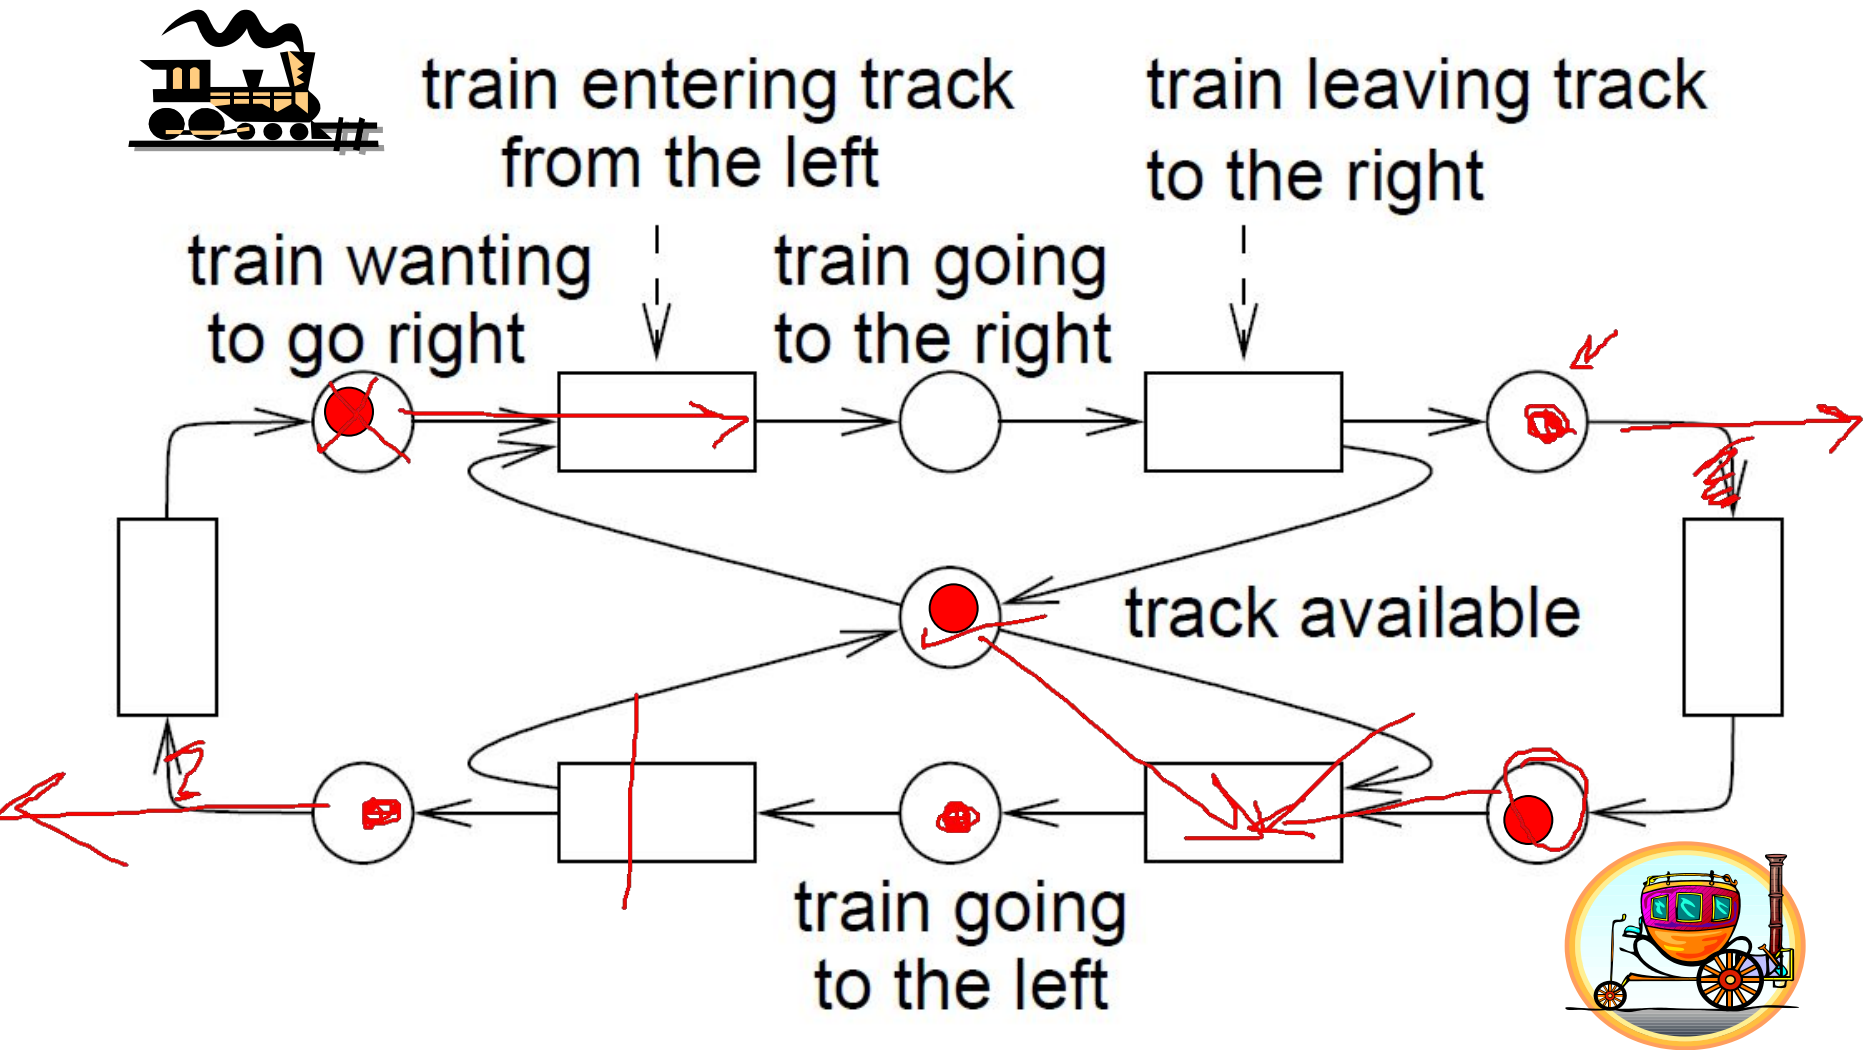 train entering track
from the left
train leaving track
to the right
train wanting
to go right
train going
to the right
track available
train going
to the left